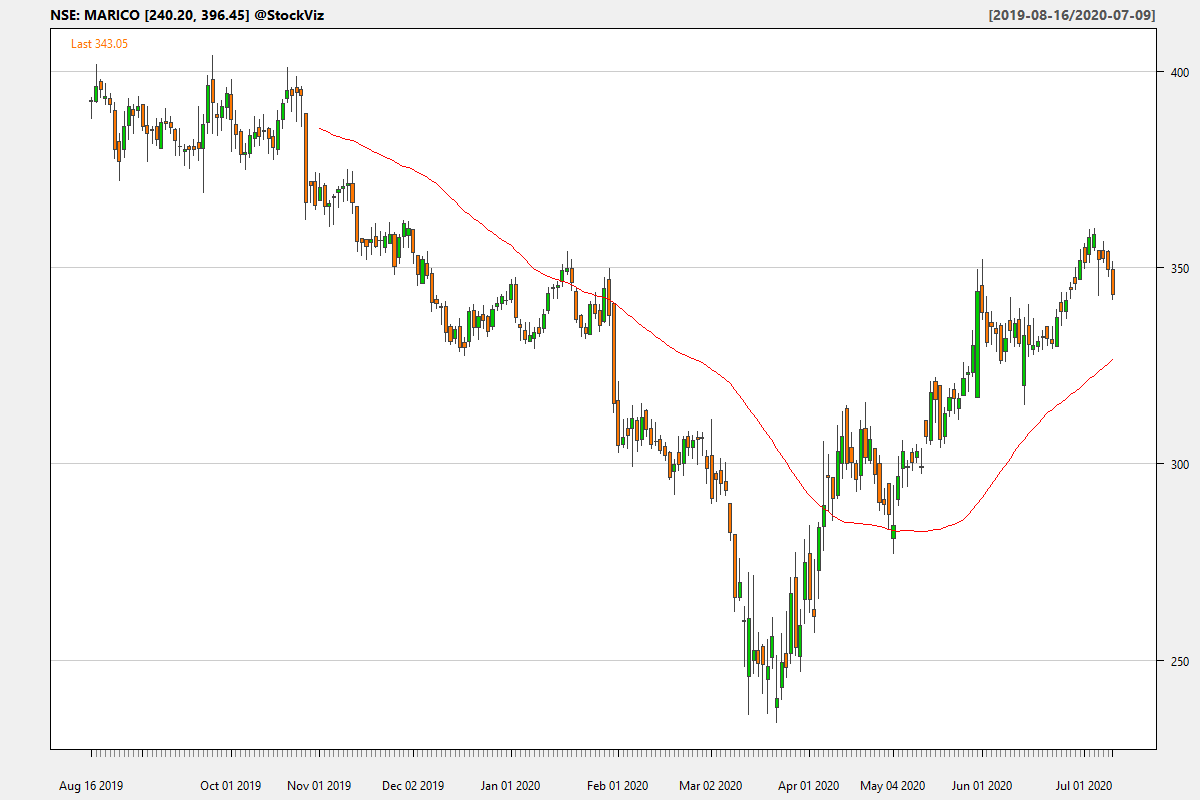 NSE: MARICO [240.20, 396.45] @StockViz [2019-08-16/2020-07-09]
Last 343.05
400
350
300
250
Aug 16 2019 Oct 01 2019 Nov 01 2019 Dec 02 2019 Jan 01 2020 Feb 01 2020 Mar 02 2020 Apr 01 2020 May 04 2020 Jun 01 2020 Jul 01 2020